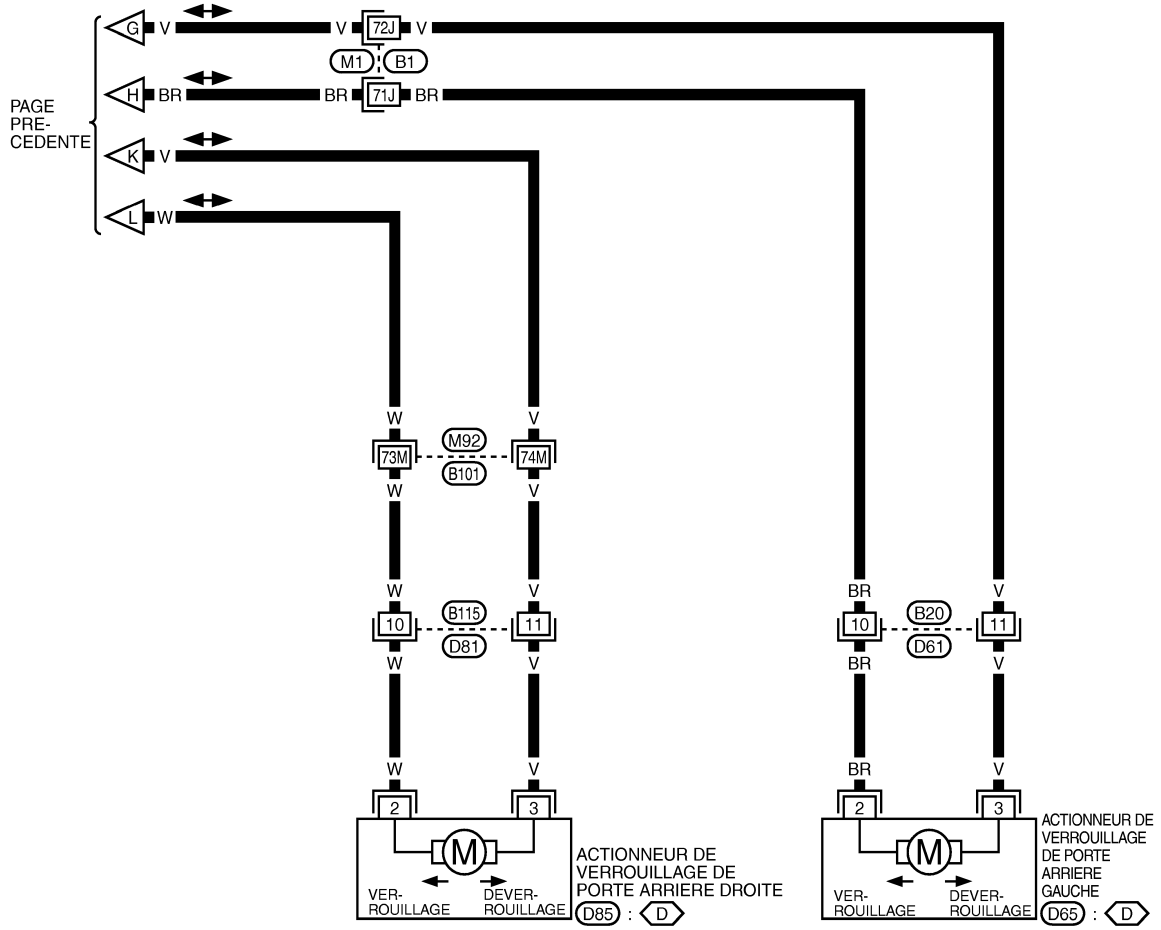 G V V 72J V
M1 B1
H BR BR 71J BR
PAGE
PRE-
CEDENTE
K V
L W
W V
73M M92 74M
B101
W V
W V BR V
10 B115 11 10 B20 11
D81 D61
W V BR V
W V BR V
2 3 2 3
M M
VER-
ROUILLAGE
DEVER-
ROUILLAGE
ACTIONNEUR DE
VERROUILLAGE DE
PORTE ARRIERE DROITE
D85 : D
VER-
ROUILLAGE
DEVER-
ROUILLAGE
ACTIONNEUR DE
VERROUILLAGE
DE PORTE
ARRIERE
GAUCHE
D65 : D